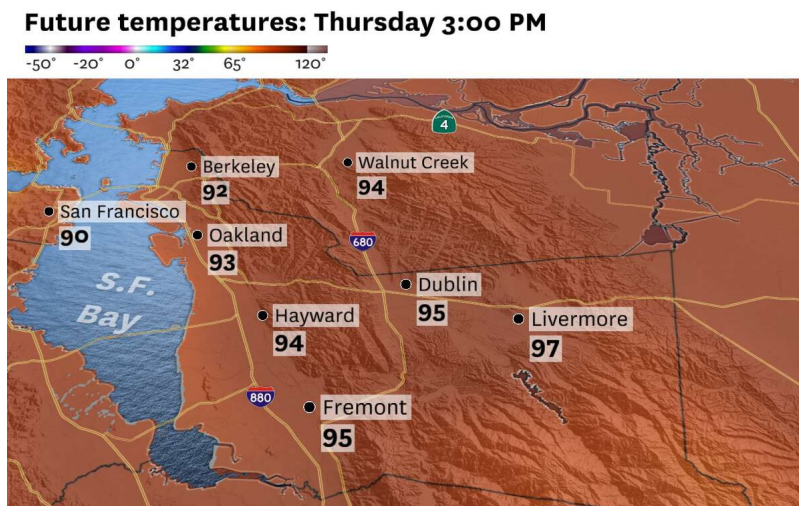 Future temperatures: Thursday 3:00 PM
-50° -20° 0° 32° 65° 120°
4
Berkeley
92
Walnut Creek
94
San Francisco
90
Oakland
93
680
S.F.
Bay
Dublin
95
Hayward
94
Livermore
97
880
Fremont
95